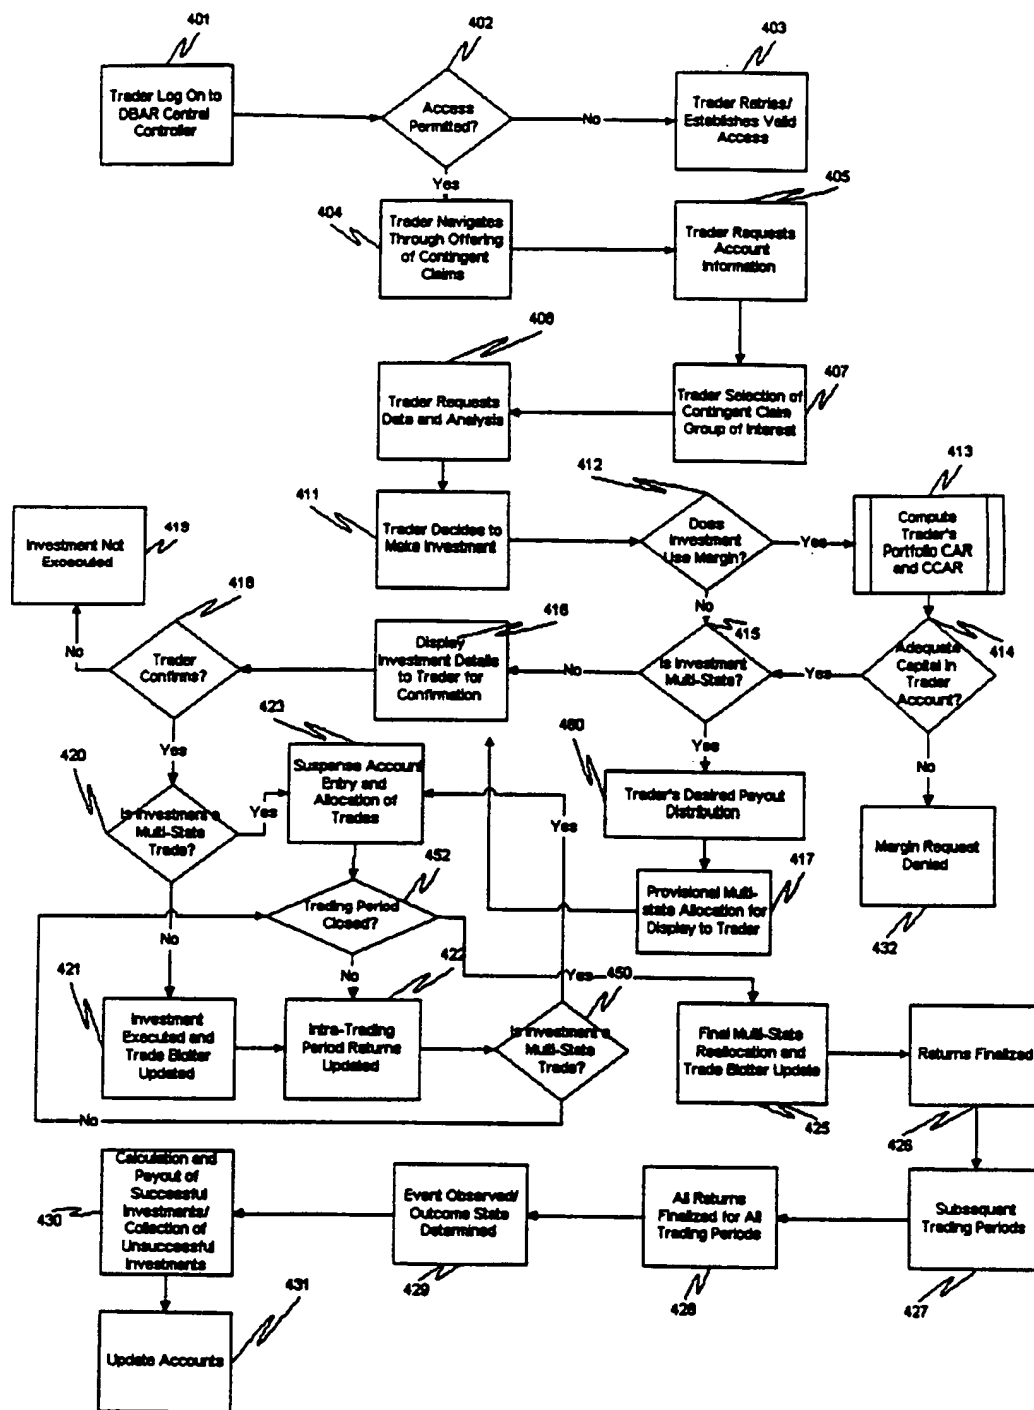 401
402
403
Trader Log On to
DBAR Central
Controller
Access
Permitted?
No
Trader Retries/
Establishes Valid
Access
Yes
404
Trader Navigates
Through Offering
of Contingent
Claims
405
Trader Requests
Account
Information
408
Trader Requests
Data and Analysis
407
Trader Selection of
Contingent Claim
Group of Interest
411
Trader Decides to
Make Investment
412
Does
Investment
Use Margin?
Yes
413
Compute
Trader's
Portfolio CAR
and CCAR
No
419
Investment Not
Exoecuted
No
418
Trader
Confirms?
416
Display
Investment Details
to Trader for
Confirmation
No
415
Is Investment
Multi-State?
Yes
414
Adequate
Capital in
Trader
Account?
Yes
420
Is Investment a
Multi-State
Trade?
Yes
423
Suspense Account
Entry and
Allocation of
Trades
Yes
Yes
460
Trader's Desired Payout
Distribution
No
Margin Request
Denied
432
452
Trading Period
Closed?
417
Provisional Multi-
state Allocation for
Display to Trader
No
No
422
Yes
421
Investment
Executed and
Trade Blotter
Updated
Intra-Trading
Period Returns
Updated
450
Is Investment a
Multi-State
Trade?
Final Multi-State
Reallocation and
Trade Blotter Update
425
Returns Finalized
426
No
430
Calculation and
Payout of
Successful
Investments/
Collection of
Unsuccessful
Investments
Event Observed/
Outcome State
Determined
429
All Returns
Finalized for All
Trading Periods
428
Subsequent
Trading Periods
427
431
Update Accounts